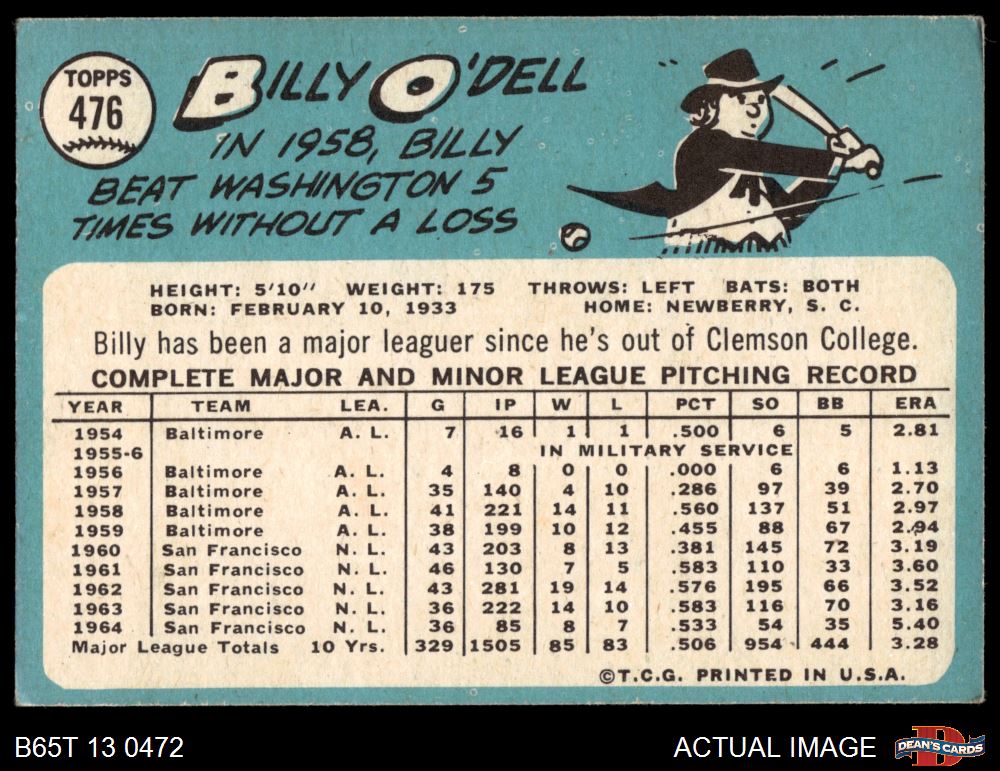 TOPPS
476
BILLY O'DELL
IN 1958, BILLY
BEAT WASHINGTON 5
TIMES WITHOUT A LOSS
HEIGHT: 5'10" WEIGHT: 175 THROWS: LEFT BATS: BOTH
BORN: FEBRUARY 10, 1933 HOME: NEWBERRY, S. C.
Billy has been a major leaguer since he's out of Clemson College.
COMPLETE MAJOR AND MINOR LEAGUE PITCHING RECORD
YEAR TEAM LEA. G IP W L PCT SO BB ERA
1954 Baltimore A. L. 7 16 1 1 .500 6 5 2.81
1955-6 IN MILITARY SERVICE
1956 Baltimore A. L. 4 8 0 0 .000 6 6 1.13
1957 Baltimore A. L. 35 140 4 10 .286 97 39 2.70
1958 Baltimore A. L. 41 221 14 11 .560 137 51 2.97
1959 Baltimore A. L. 38 199 10 12 .455 88 67 2.94
1960 San Francisco N. L. 43 203 8 13 .381 145 72 3.19
1961 San Francisco N. L. 46 130 7 5 .583 110 33 3.60
1962 San Francisco N. L. 43 281 19 14 .576 195 66 3.52
1963 San Francisco N. L. 36 222 14 10 .583 116 70 3.16
1964 San Francisco N. L. 36 85 8 7 .533 54 35 5.40
Major League Totals 10 Yrs. 329 1505 85 83 .506 954 444 3.28
©T.C.G. PRINTED IN U.S.A.
B65T 13 0472
ACTUAL IMAGE
D
DEAN'S CARDS